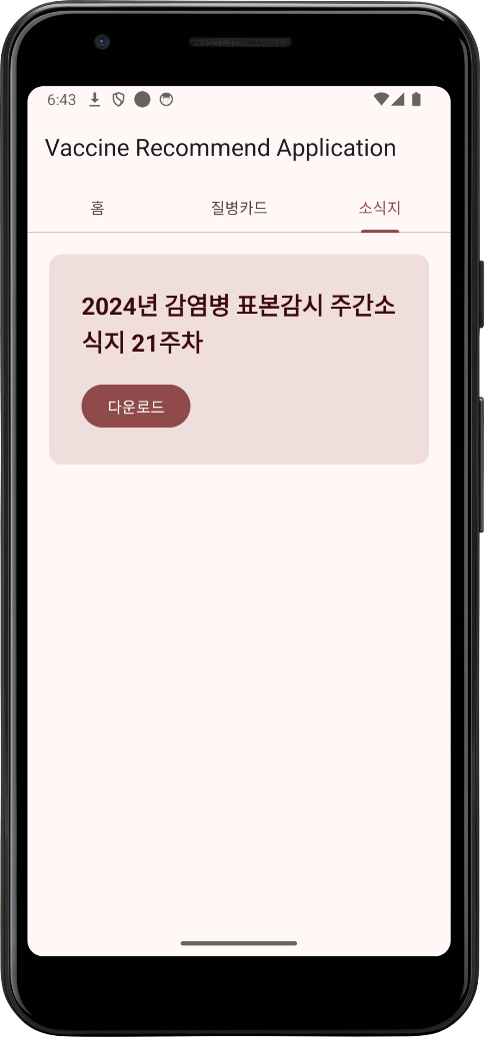 6:43
Vaccine Recommend Application
홈
질병카드
소식지
2024년 감염병 표본감시 주간소
식지 21주차
다운로드